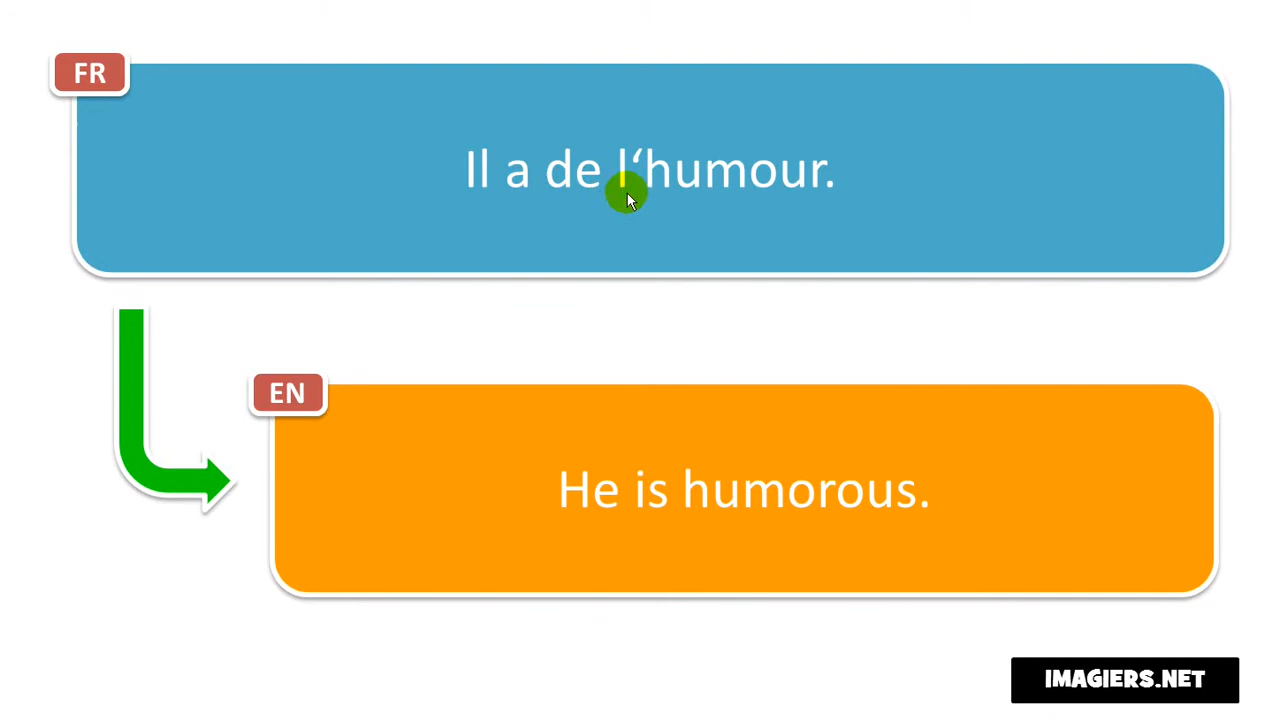 FR
Il a de l‘humour.
EN
He is humorous.
IMAGIERS.NET